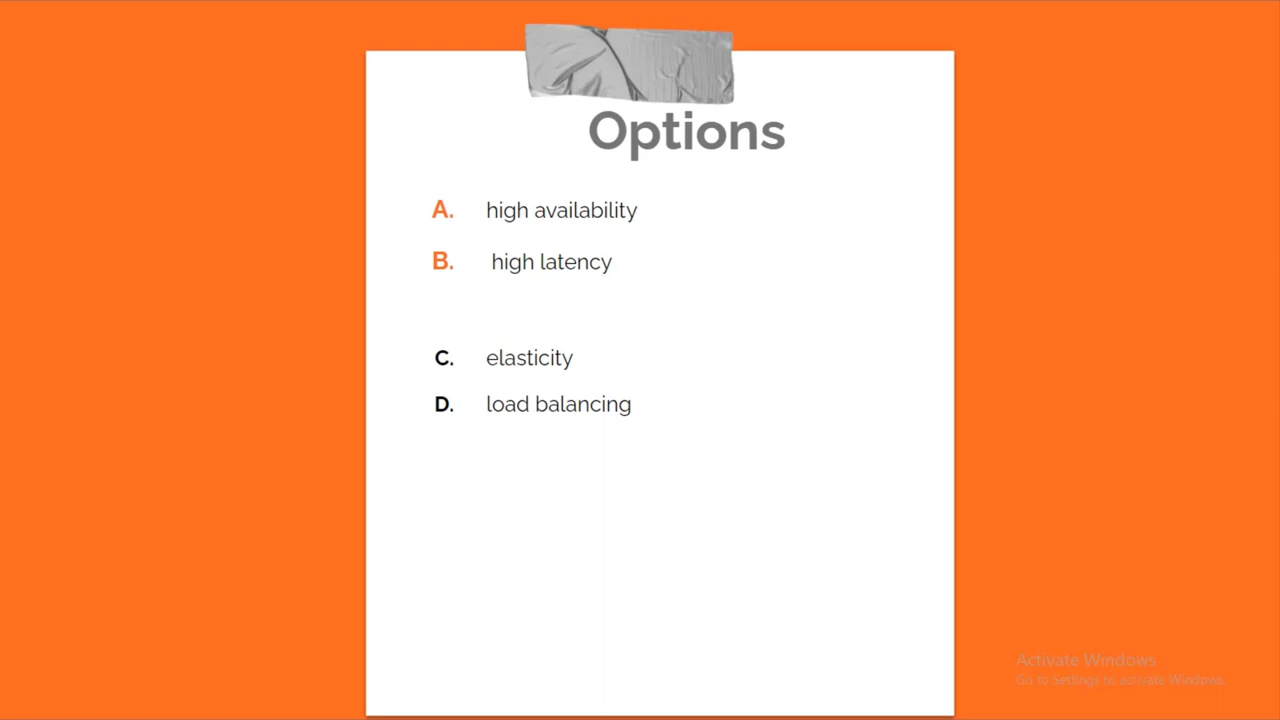 Options
A. high availability
B. high latency
C. elasticity
D. load balancing
Activate Windows
Go to Settings to activate Windows.